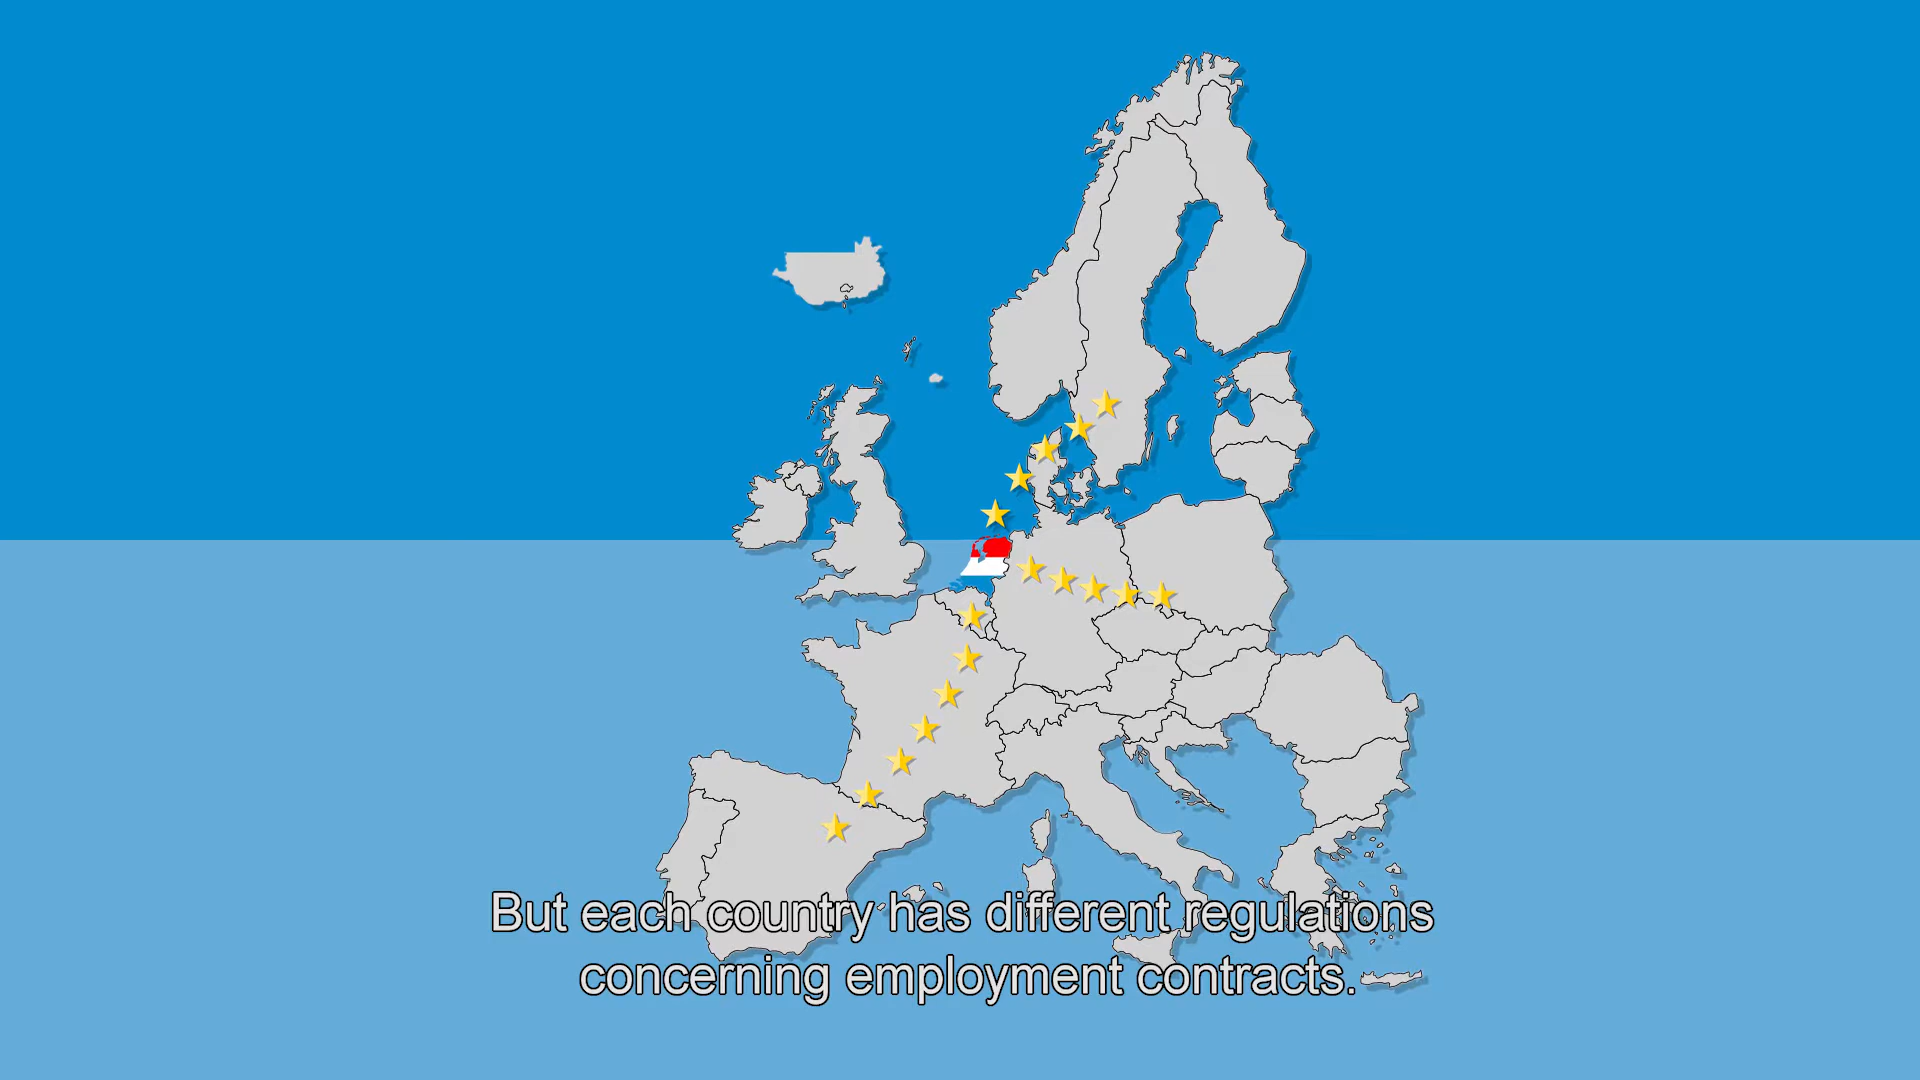 But each country has different regulations
concerning employment contracts.